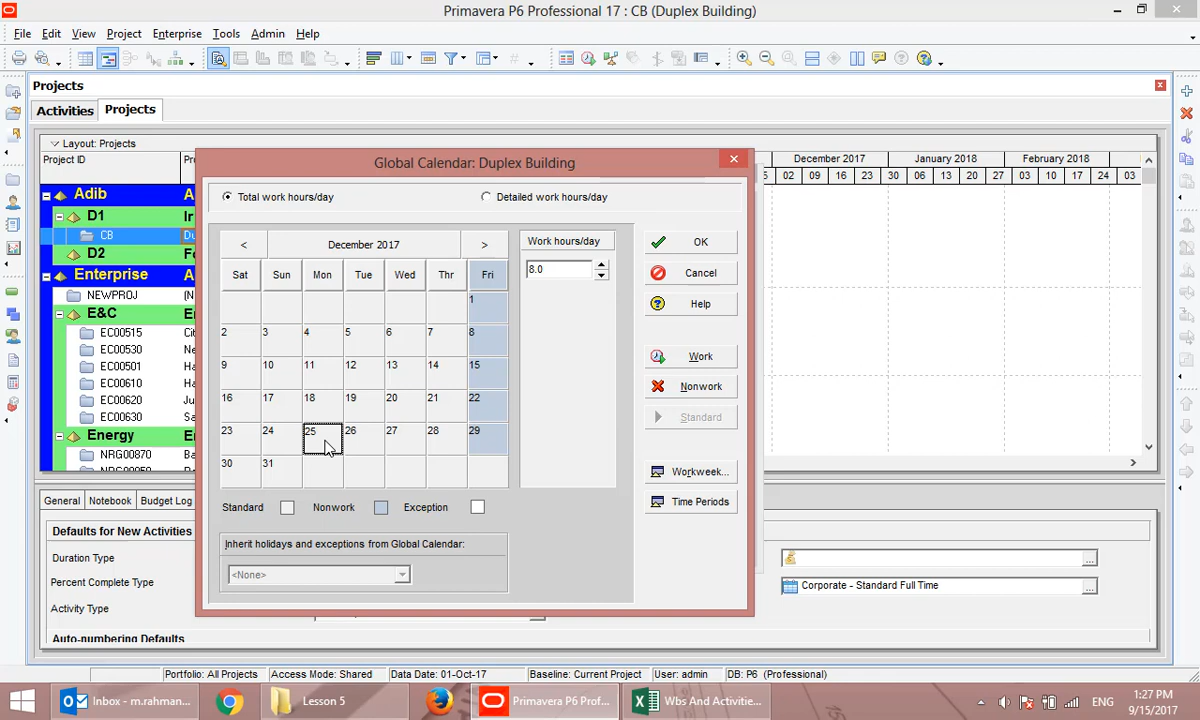 Primavera P6 Professional 17 : CB (Duplex Building)
File Edit View Project Enterprise Tools Admin Help
Projects
Activities Projects
Layout: Projects
Project ID
December 2017 January 2018 February 2018
02 09 16 23 30 06 13 20 27 03 10 17 24 03
Adib
D1
CB
D2
Enterprise
NEWPROJ
E&C
EC00515
EC00530
EC00501
EC00610
EC00620
EC00630
Energy
NRG00870
Global Calendar: Duplex Building
Total work hours/day Detailed work hours/day
< December 2017 >
Sat Sun Mon Tue Wed Thr Fri
1
2 3 4 5 6 7 8
9 10 11 12 13 14 15
16 17 18 19 20 21 22
23 24 25 26 27 28 29
30 31
Work hours/day
8.0
OK
Cancel
Help
Work
Nonwork
Standard
Workweek...
Time Periods
Standard Nonwork Exception
Inherit holidays and exceptions from Global Calendar:
<None>
General Notebook Budget Log
Defaults for New Activities
Duration Type
Percent Complete Type
Activity Type
Auto-numbering Defaults
...
Corporate - Standard Full Time ...
Portfolio: All Projects Access Mode: Shared Data Date: 01-Oct-17 Baseline: Current Project User: admin DB: P6 (Professional)
Inbox - m.rahman... Lesson 5 Primavera P6 Prof... Wbs And Activitie...
ENG
1:27 PM
9/15/2017